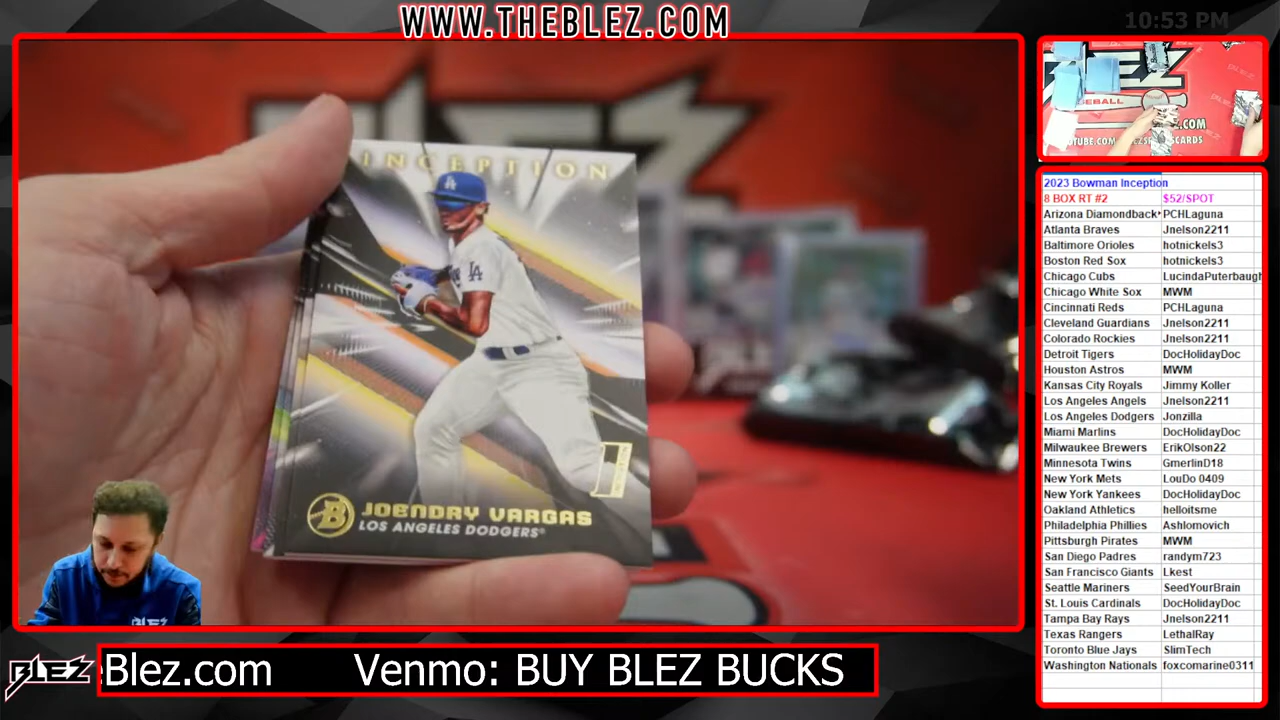 WWW.THEBLEZ.COM
10:53 PM
INCEPTION
LA
LA
B JOENDRY VARGAS
LOS ANGELES DODGERS
BLEZ
BASEBALL
.COM
2023 Bowman Inception
8 BOX RT #2 $52/SPOT
Arizona Diamondback PCHLaguna
Atlanta Braves Jnelson2211
Baltimore Orioles hotnickels3
Boston Red Sox hotnickels3
Chicago Cubs LucindaPuterbaugh
Chicago White Sox MWM
Cincinnati Reds PCHLaguna
Cleveland Guardians Jnelson2211
Colorado Rockies Jnelson2211
Detroit Tigers DocHolidayDoc
Houston Astros MWM
Kansas City Royals Jimmy Koller
Los Angeles Angels Jnelson2211
Los Angeles Dodgers Jonzilla
Miami Marlins DocHolidayDoc
Milwaukee Brewers ErikOlson22
Minnesota Twins GmerlinD18
New York Mets LouDo 0409
New York Yankees DocHolidayDoc
Oakland Athletics helloitsme
Philadelphia Phillies Ashlomovich
Pittsburgh Pirates MWM
San Diego Padres randym723
San Francisco Giants Lkest
Seattle Mariners SeedYourBrain
St. Louis Cardinals DocHolidayDoc
Tampa Bay Rays Jnelson2211
Texas Rangers LethalRay
Toronto Blue Jays SlimTech
Washington Nationals foxcomarine0311
BLEZ
Blez.com Venmo: BUY BLEZ BUCKS